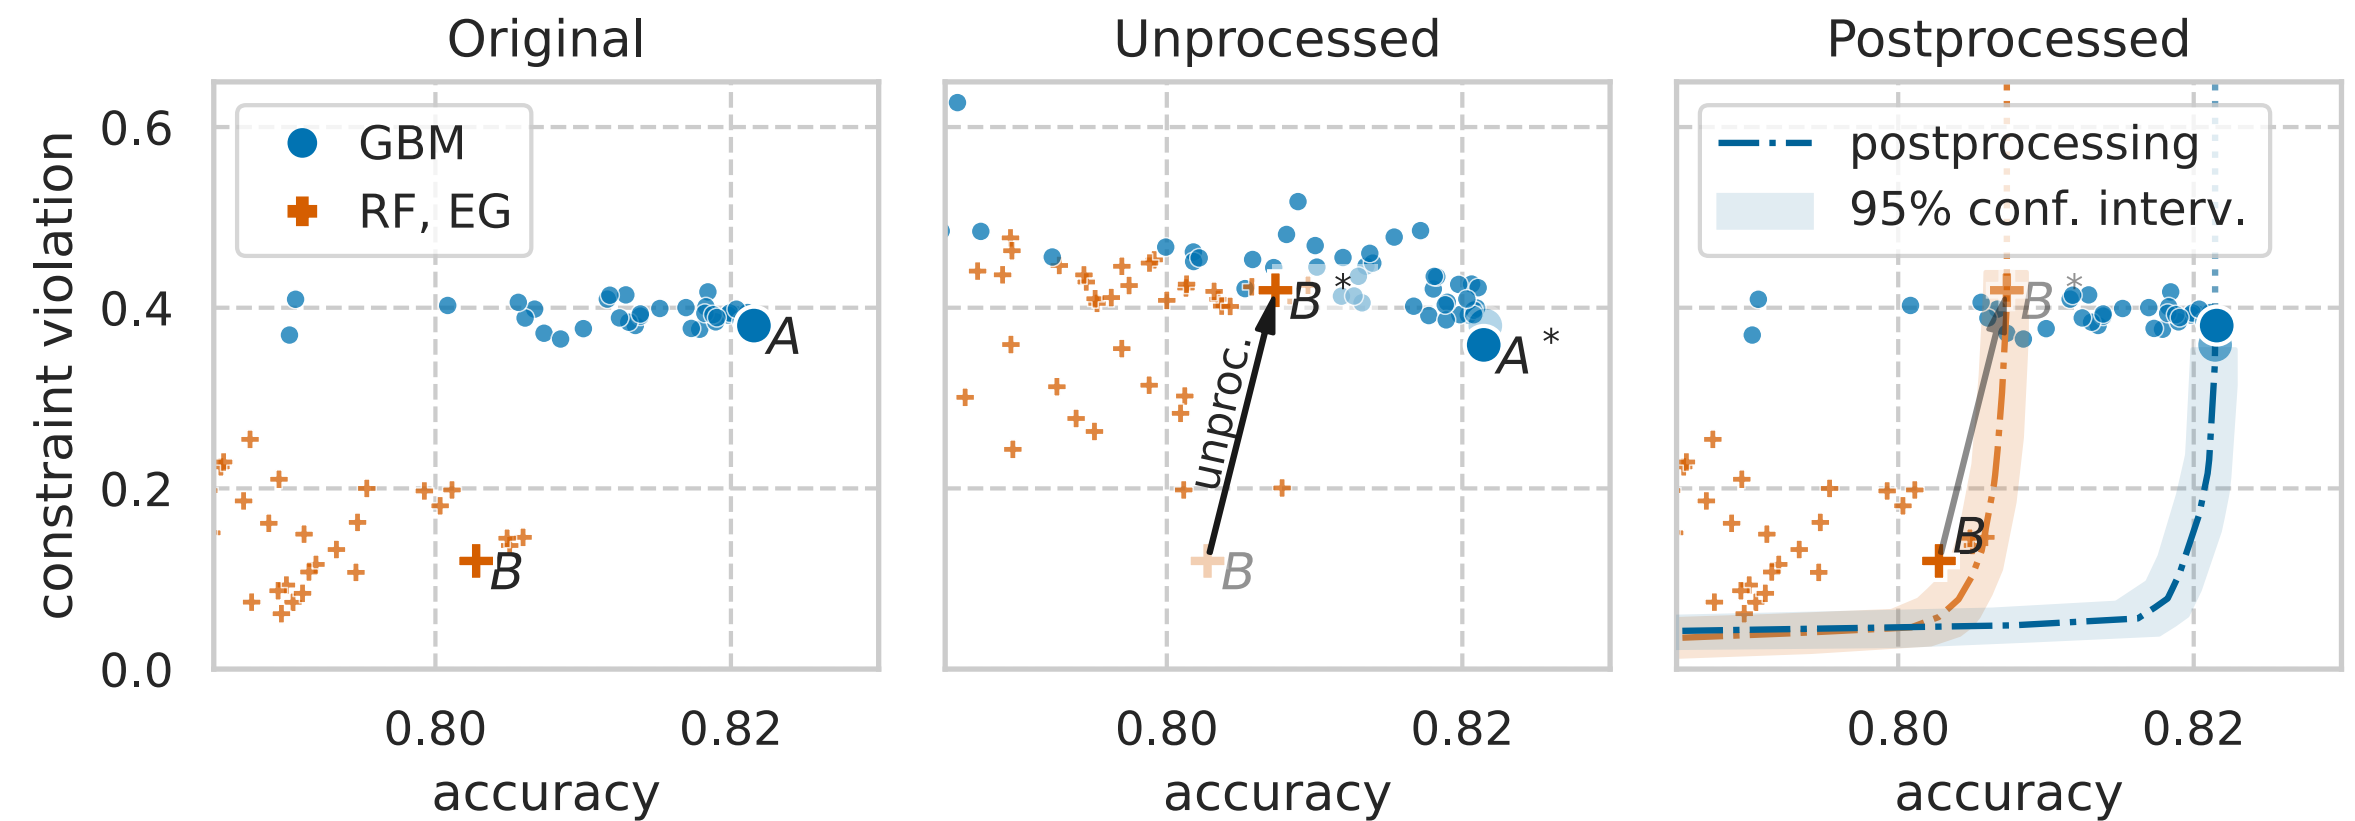 Original
Unprocessed
Postprocessed
constraint violation
0.6
0.4
0.2
0.0
GBM
RF, EG
A
B
0.80
0.82
accuracy
B*
A*
unproc.
B
0.80
0.82
accuracy
postprocessing
95% conf. interv.
B*
B
0.80
0.82
accuracy